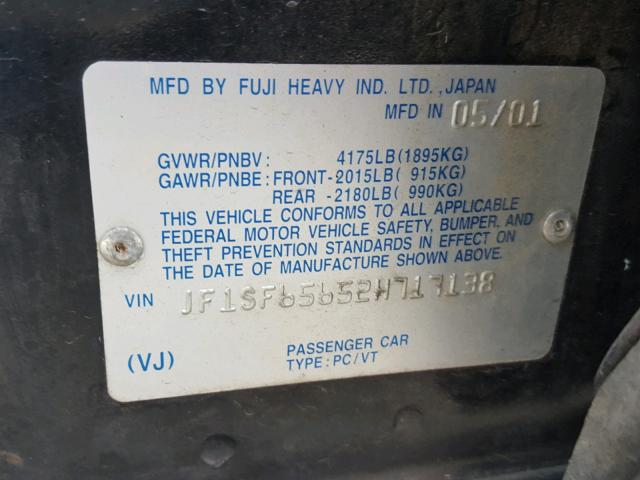 MFD BY FUJI HEAVY IND. LTD., JAPAN
MFD IN 05/01
GVWR/PNBV: 4175LB(1895KG)
GAWR/PNBE: FRONT-2015LB( 915KG)
REAR -2180LB( 990KG)
THIS VEHICLE CONFORMS TO ALL APPLICABLE
FEDERAL MOTOR VEHICLE SAFETY, BUMPER, AND
THEFT PREVENTION STANDARDS IN EFFECT ON
THE DATE OF MANUFACTURE SHOWN ABOVE.
VIN JF1SF65652H717138
(VJ) PASSENGER CAR
TYPE: PC/VT